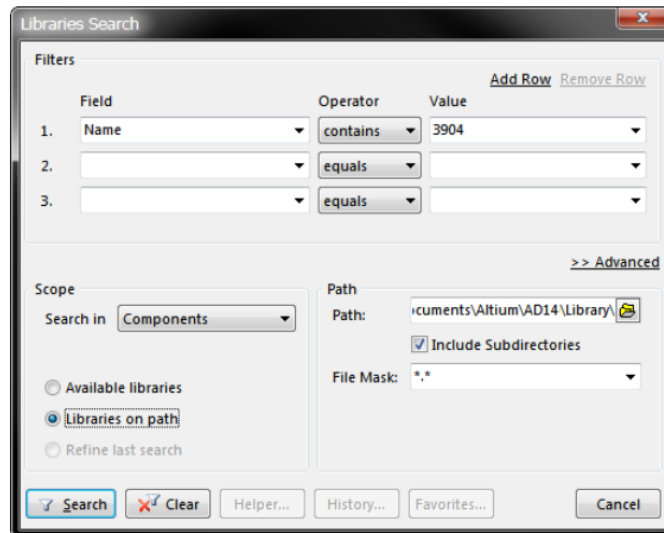 Libraries Search
Filters
Add Row Remove Row
Field Operator Value
1. Name contains 3904
2. equals
3. equals
>> Advanced
Scope
Search in Components
Available libraries
Libraries on path
Refine last search
Path
Path: ocuments\Altium\AD14\Library\
Include Subdirectories
File Mask: *.*
Search Clear Helper... History... Favorites... Cancel